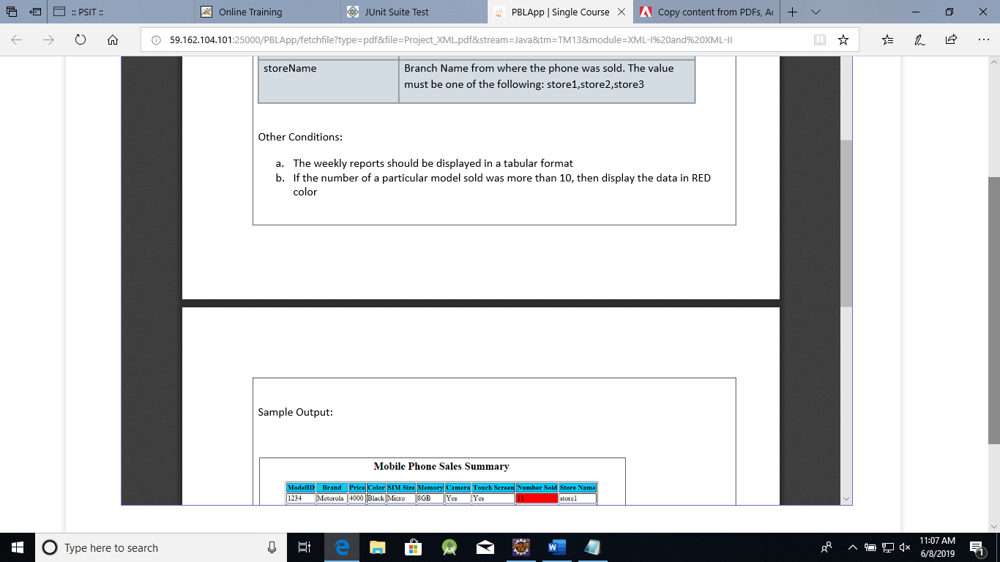 :: PSIT ::
Online Training
JUnit Suite Test
PBLApp | Single Course
Copy content from PDFs, A
59.162.104.101:25000/PBLApp/fetchfile?type=pdf&file=Project_XML.pdf&stream=Java&tm=TM13&module=XML-I%20and%20XML-II
storeName
Branch Name from where the phone was sold. The value
must be one of the following: store1,store2,store3
Other Conditions:
a. The weekly reports should be displayed in a tabular format
b. If the number of a particular model sold was more than 10, then display the data in RED
color
Sample Output:
Mobile Phone Sales Summary
ModelID Brand Price Color SIM Size Memory Camera Touch Screen Number Sold Store Name
1234 Motorola 4000 Black Micro 8GB Yes Yes 11 store1
Type here to search
11:07 AM
6/8/2019
1